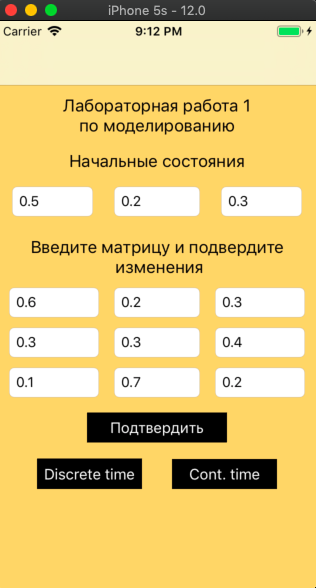 iPhone 5s - 12.0
Carrier 9:12 PM
Лабораторная работа 1
по моделированию
Начальные состояния
0.5 0.2 0.3
Введите матрицу и подвердите
изменения
0.6 0.2 0.3
0.3 0.3 0.4
0.1 0.7 0.2
Подтвердить
Discrete time Cont. time